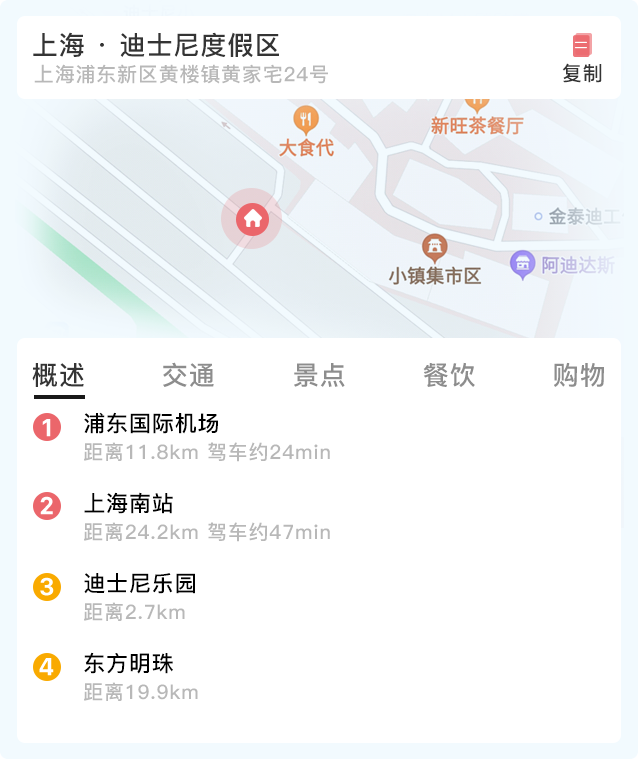 上海 · 迪士尼度假区
上海浦东新区黄楼镇黄家宅24号
复制
新旺茶餐厅
大食代
金泰迪工
阿迪达斯
小镇集市区
概述 交通 景点 餐饮 购物
1 浦东国际机场
距离11.8km 驾车约24min
2 上海南站
距离24.2km 驾车约47min
3 迪士尼乐园
距离2.7km
4 东方明珠
距离19.9km